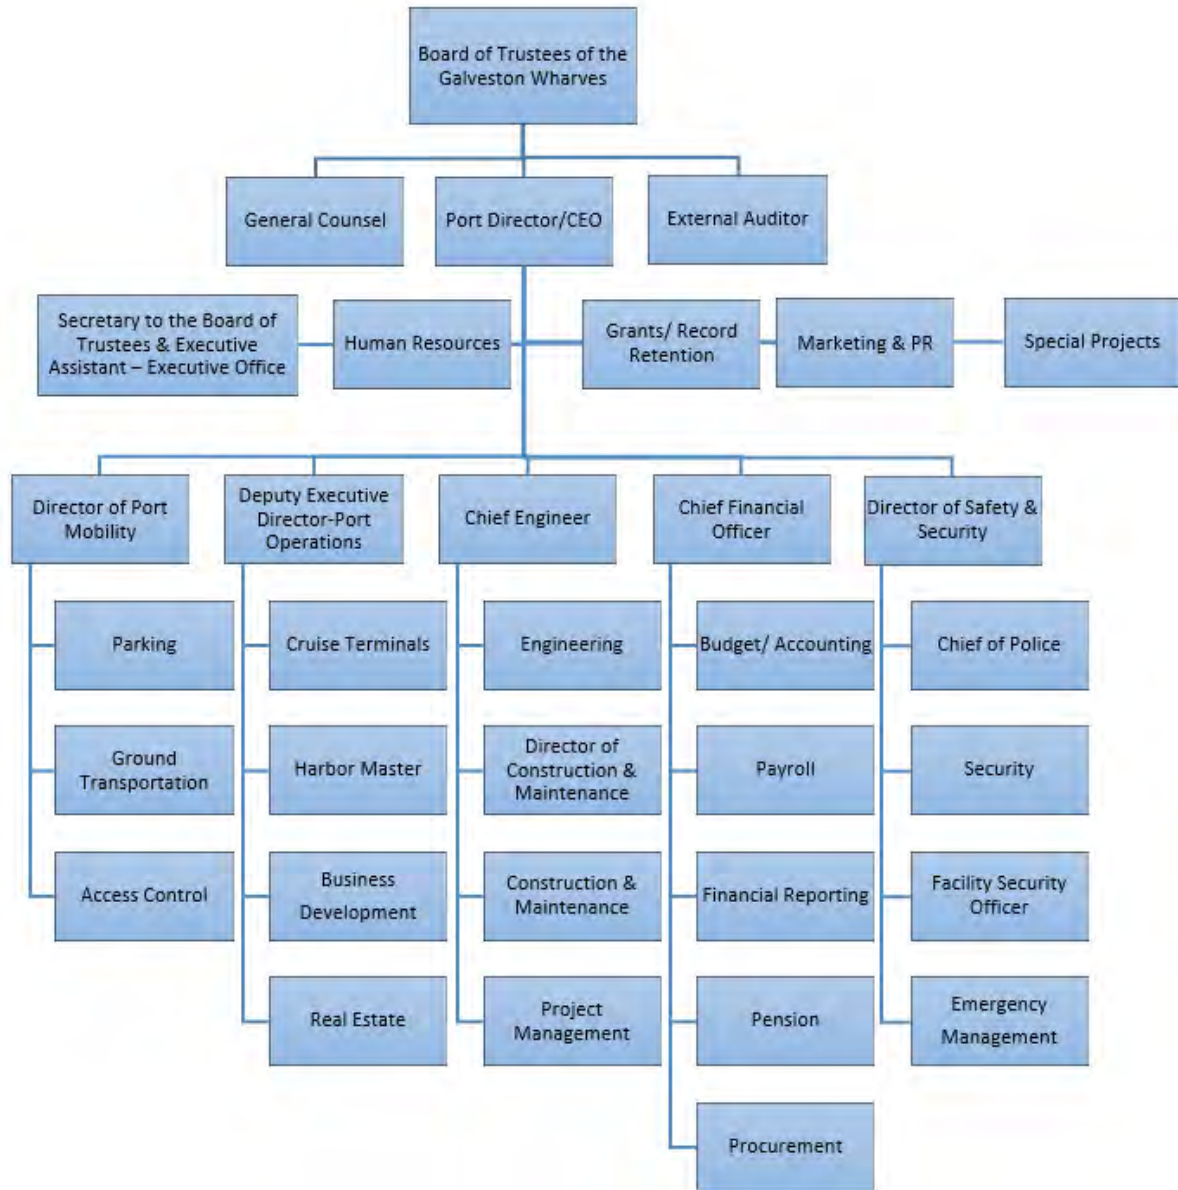 Board of Trustees of the
Galveston Wharves
General Counsel
Port Director/CEO
External Auditor
Secretary to the Board of
Trustees & Executive
Assistant – Executive Office
Human Resources
Grants/ Record
Retention
Marketing & PR
Special Projects
Director of Port
Mobility
Deputy Executive
Director-Port
Operations
Chief Engineer
Chief Financial
Officer
Director of Safety &
Security
Parking
Cruise Terminals
Engineering
Budget/ Accounting
Chief of Police
Ground
Transportation
Harbor Master
Director of
Construction &
Maintenance
Payroll
Security
Access Control
Business
Development
Construction &
Maintenance
Financial Reporting
Facility Security
Officer
Real Estate
Project
Management
Pension
Emergency
Management
Procurement